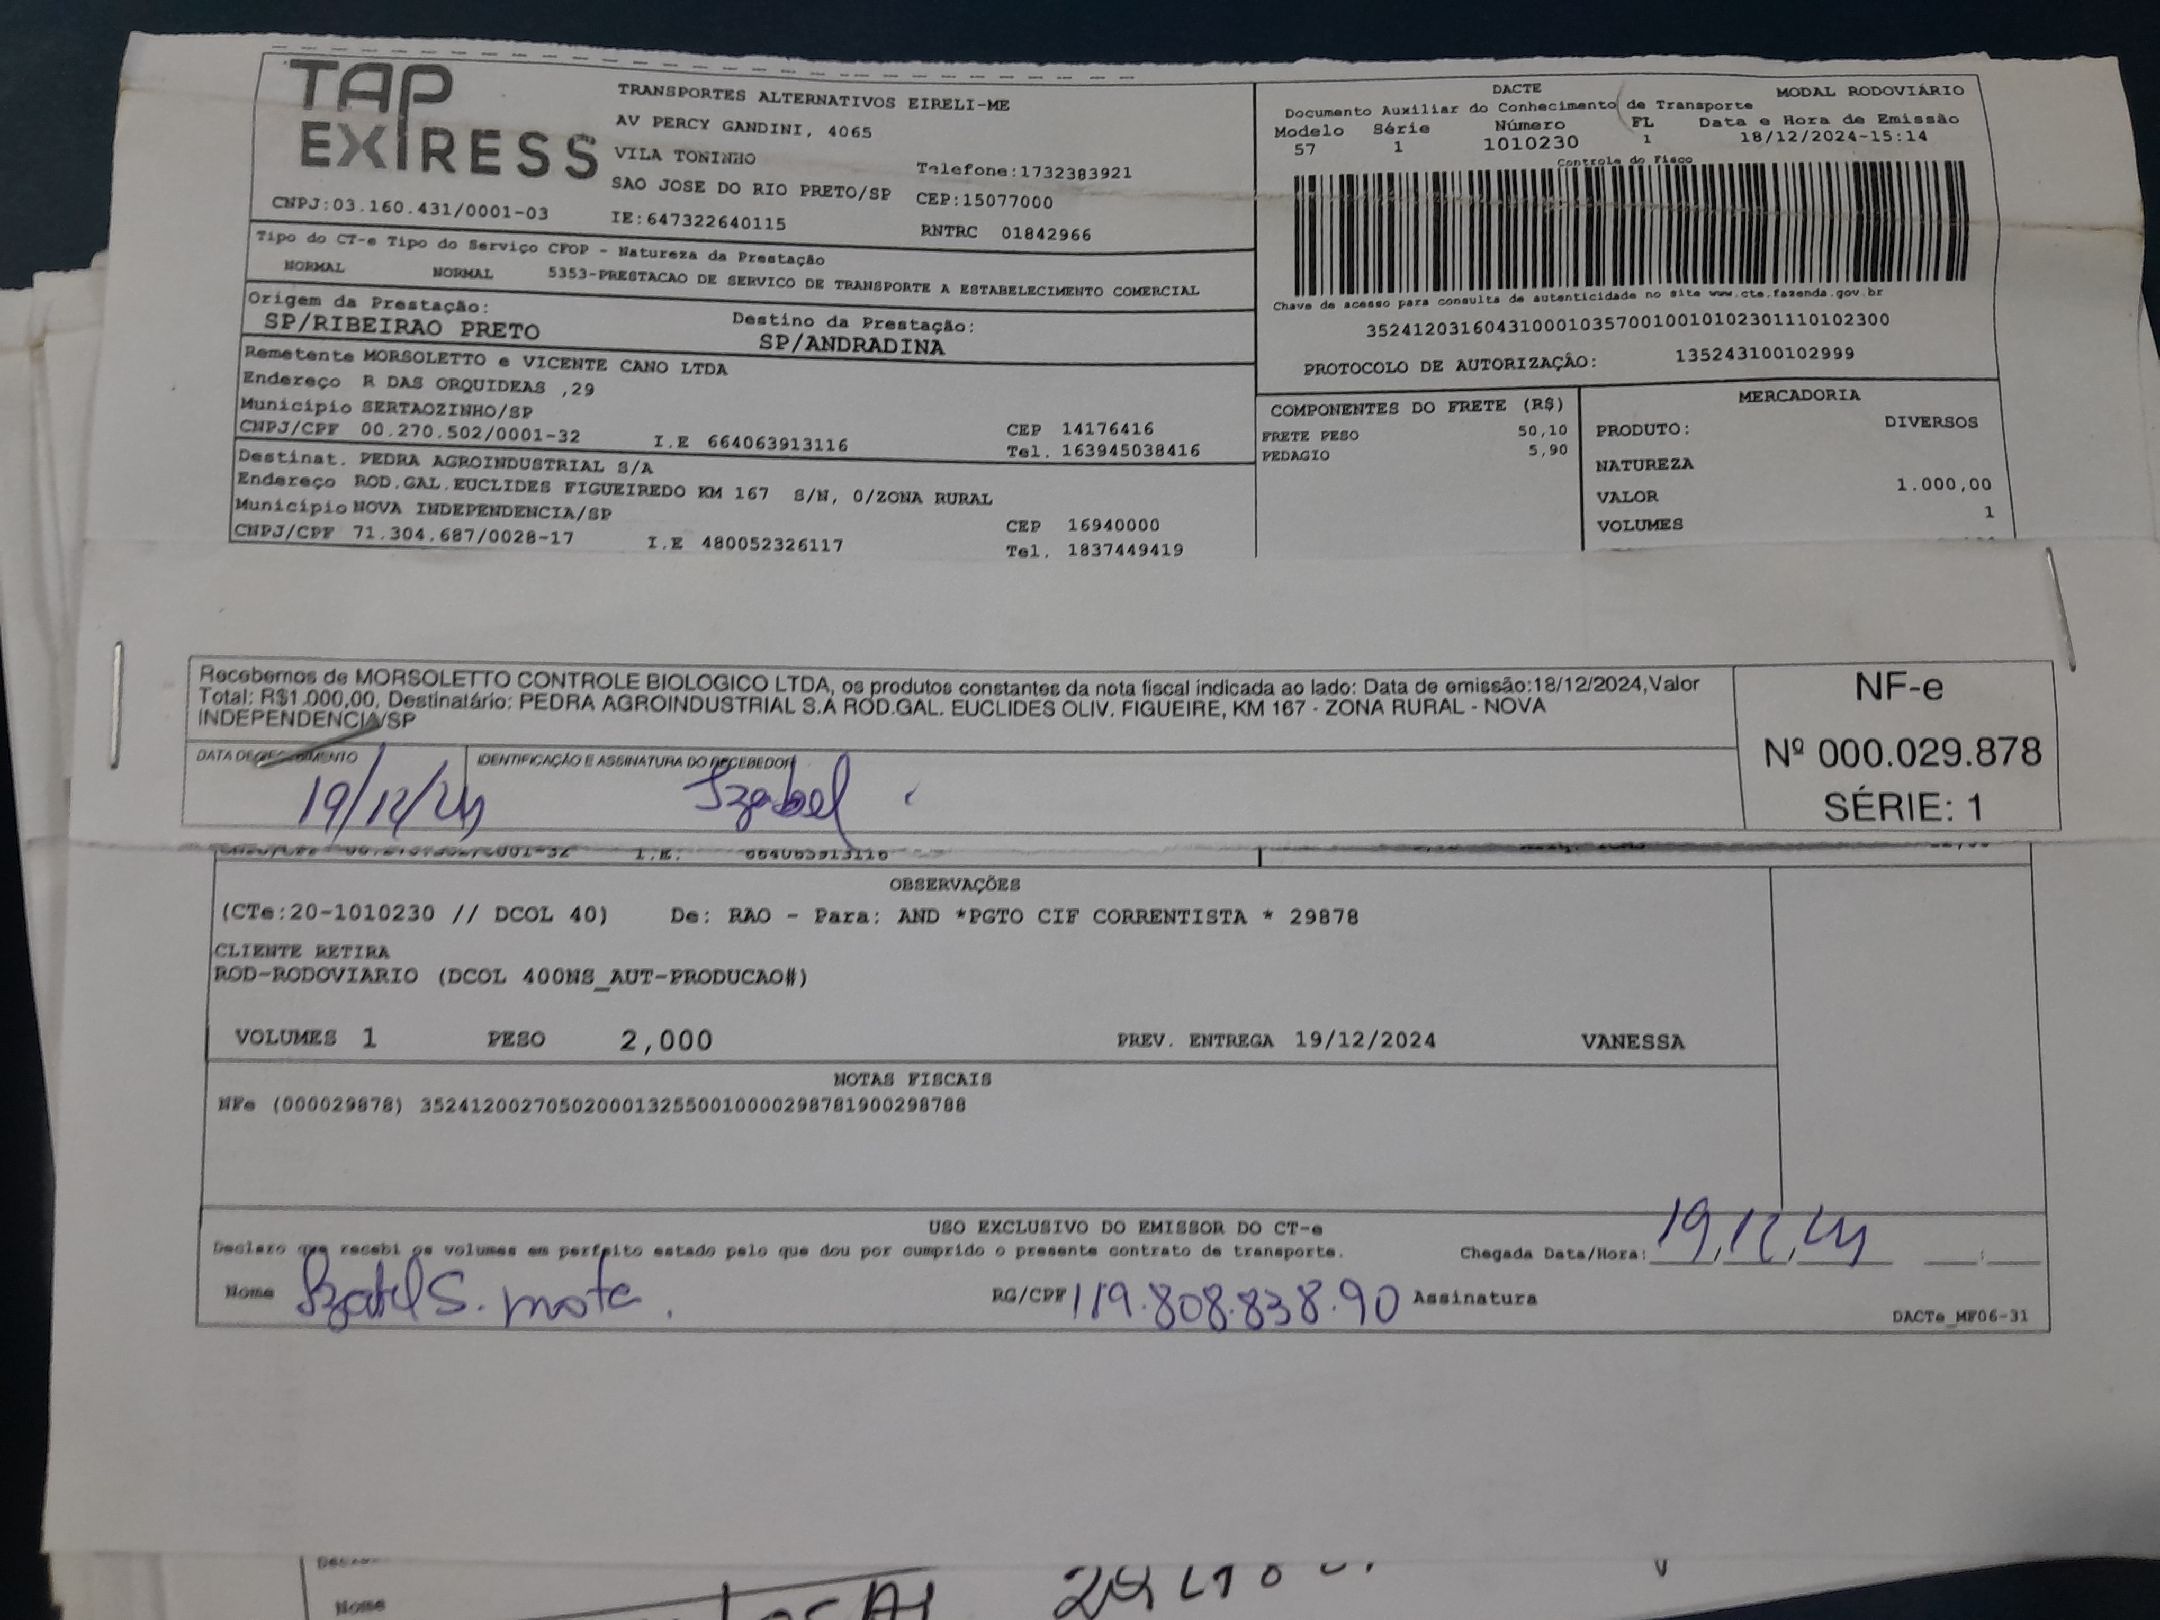 TAP EXPRESS
TRANSPORTES ALTERNATIVOS EIRELI-ME
AV PERCY GANDINI, 4065
VILA TONINHO
Telefone:1732383921
SAO JOSE DO RIO PRETO/SP CEP:15077000
CNPJ:03.160.431/0001-03 IE:647322640115 RNTRC 01842966
DACTE MODAL RODOVIÁRIO
Documento Auxiliar do Conhecimento de Transporte
Modelo Série Número FL Data e Hora de Emissão
57 1 1010230 1 18/12/2024-15:14
Controle do Fisco
Chave de acesso para consulta de autenticidade no site www.cte.fazenda.gov.br
35241203160431000103570010010102301110102300
PROTOCOLO DE AUTORIZAÇÃO: 135243100102999
Tipo do CT-e Tipo do Serviço CFOP - Natureza da Prestação
NORMAL NORMAL 5353-PRESTACAO DE SERVICO DE TRANSPORTE A ESTABELECIMENTO COMERCIAL
Origem da Prestação: Destino da Prestação:
SP/RIBEIRAO PRETO SP/ANDRADINA
Remetente MORSOLETTO e VICENTE CANO LTDA
Endereço R DAS ORQUIDEAS ,29
Município SERTAOZINHO/SP CEP 14176416
CNPJ/CPF 00.270.502/0001-32 I.E 664063913116 Tel. 163945038416
Destinat. PEDRA AGROINDUSTRIAL S/A
Endereço ROD.GAL.EUCLIDES FIGUEIREDO KM 167 S/N, 0/ZONA RURAL
Município NOVA INDEPENDENCIA/SP CEP 16940000
CNPJ/CPF 71.304.687/0028-17 I.E 480052326117 Tel. 1837449419
COMPONENTES DO FRETE (R$)
FRETE PESO 50,10
PEDAGIO 5,90
MERCADORIA
PRODUTO: DIVERSOS
NATUREZA
VALOR 1.000,00
VOLUMES 1
Recebemos de MORSOLETTO CONTROLE BIOLOGICO LTDA, os produtos constantes da nota fiscal indicada ao lado: Data de emissão:18/12/2024,Valor
Total: R$1.000,00, Destinatário: PEDRA AGROINDUSTRIAL S.A ROD.GAL. EUCLIDES OLIV. FIGUEIRE, KM 167 - ZONA RURAL - NOVA
INDEPENDENCIA/SP
NF-e
Nº 000.029.878
SÉRIE: 1
DATA DE RECEBIMENTO IDENTIFICAÇÃO E ASSINATURA DO RECEBEDOR
19/12/24 Izabel
I.E. 664063913116
OBSERVAÇÕES
(CTe:20-1010230 // DCOL 40) De: RAO - Para: AND *PGTO CIF CORRENTISTA * 29878
CLIENTE RETIRA
ROD-RODOVIARIO (DCOL 400NS_AUT-PRODUCAO#)
VOLUMES 1 PESO 2,000 PREV. ENTREGA 19/12/2024 VANESSA
NOTAS FISCAIS
NFe (000029878) 35241200270502000132550010000298781900298788
USO EXCLUSIVO DO EMISSOR DO CT-e
Declaro que recebi os volumes em perfeito estado pelo que dou por cumprido o presente contrato de transporte. Chegada Data/Hora: 19/12/24
Nome Izabel S. mota. RG/CPF 119.808.838.90 Assinatura
DACTe_MF06-31
Nome